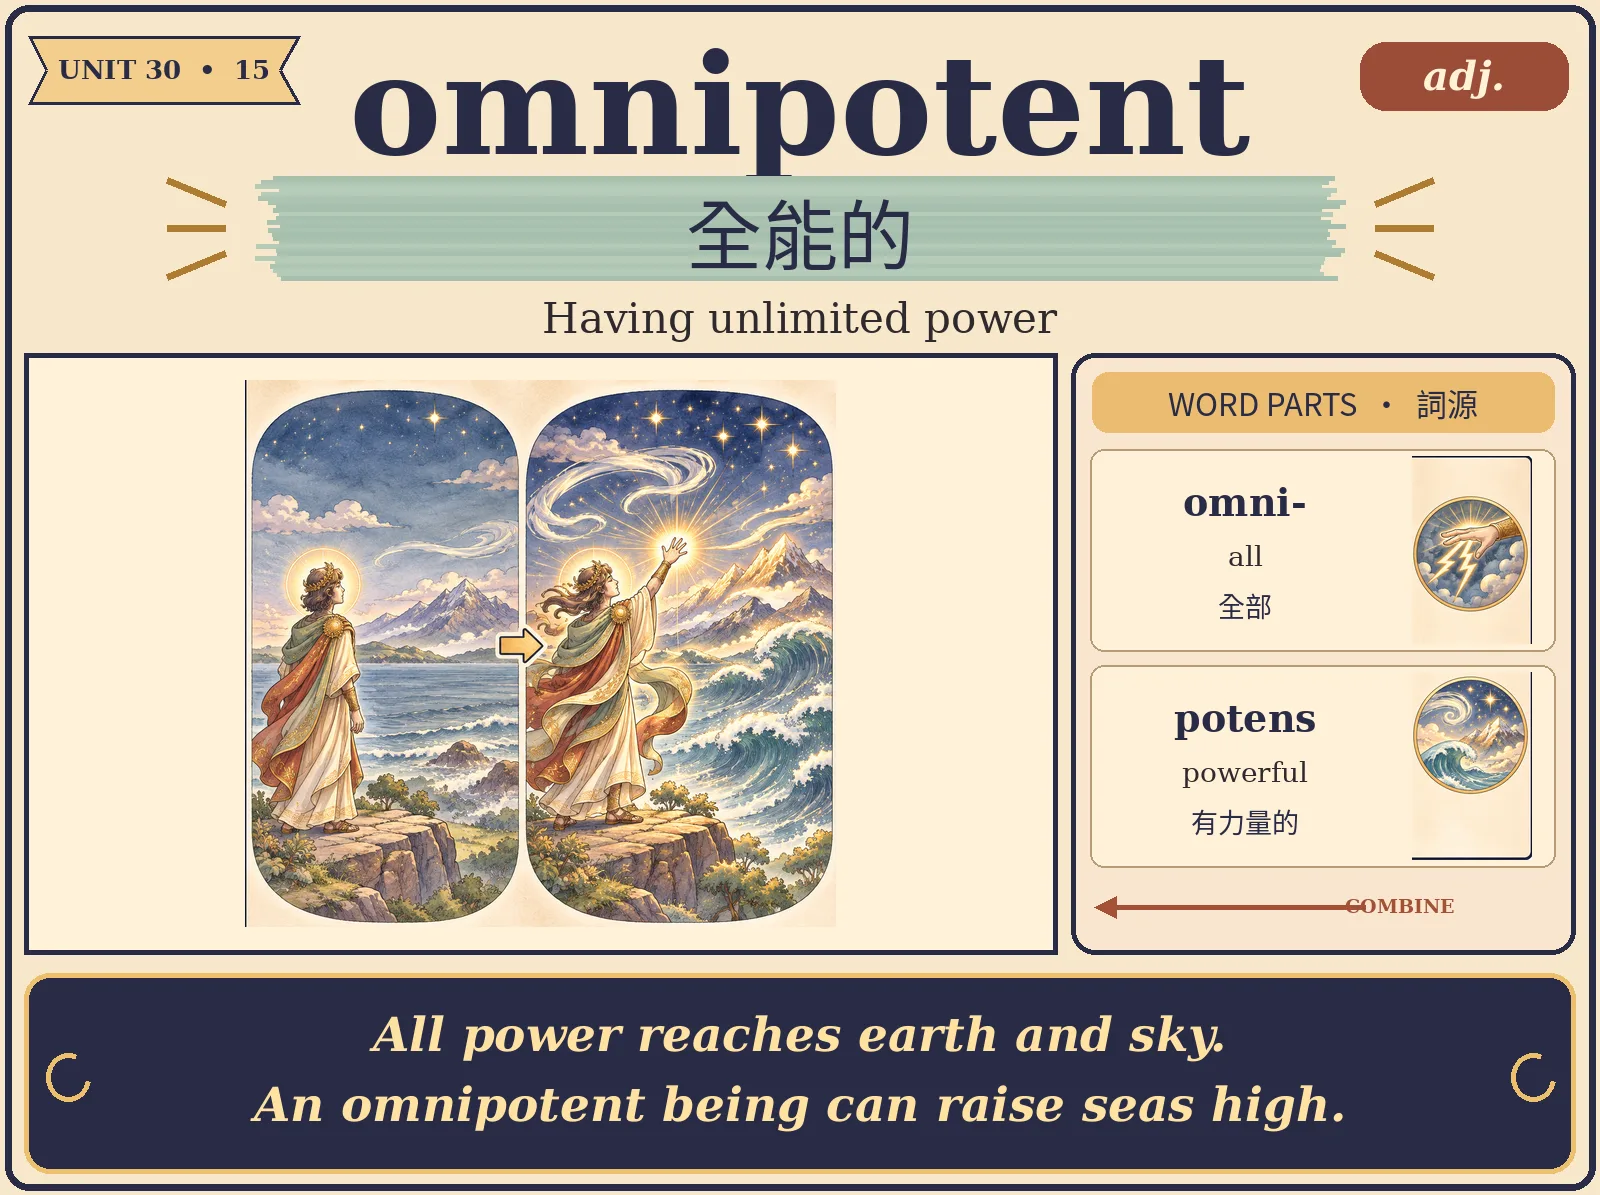 UNIT 30 • 15
omnipotent
adj.
全能的
Having unlimited power
WORD PARTS • 詞源
omni-
all
全部
potens
powerful
有力量的
COMBINE
All power reaches earth and sky.
An omnipotent being can raise seas high.